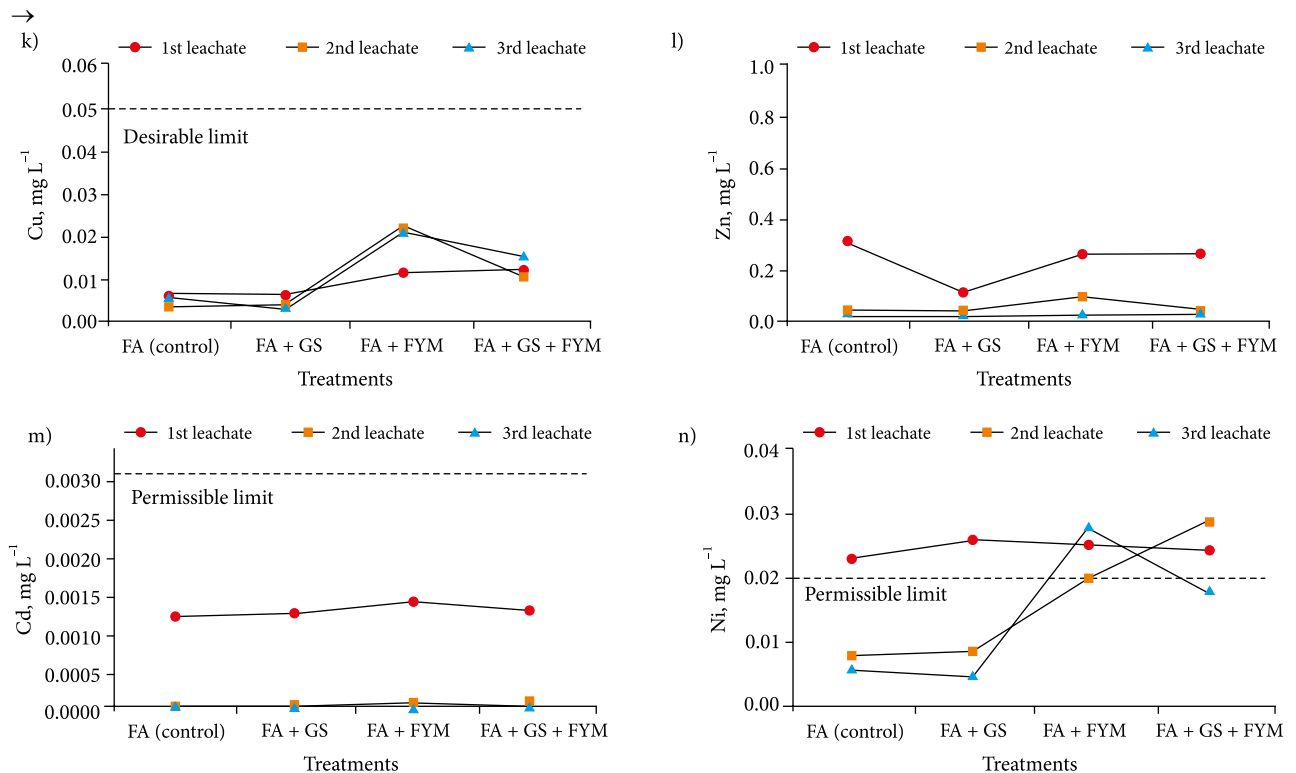 →
k)
1st leachate 2nd leachate 3rd leachate
0.06
0.05
0.04
0.03
0.02
0.01
0.00
Cu, mg L⁻¹
Desirable limit
FA (control) FA + GS FA + FYM FA + GS + FYM
Treatments
l)
1st leachate 2nd leachate 3rd leachate
1.0
0.8
0.6
0.4
0.2
0.0
Zn, mg L⁻¹
FA (control) FA + GS FA + FYM FA + GS + FYM
Treatments
m)
1st leachate 2nd leachate 3rd leachate
0.0030
0.0025
0.0020
0.0015
0.0010
0.0005
0.0000
Cd, mg L⁻¹
Permissible limit
FA (control) FA + GS FA + FYM FA + GS + FYM
Treatments
n)
1st leachate 2nd leachate 3rd leachate
0.04
0.03
0.02
0.01
0.00
Ni, mg L⁻¹
Permissible limit
FA (control) FA + GS FA + FYM FA + GS + FYM
Treatments